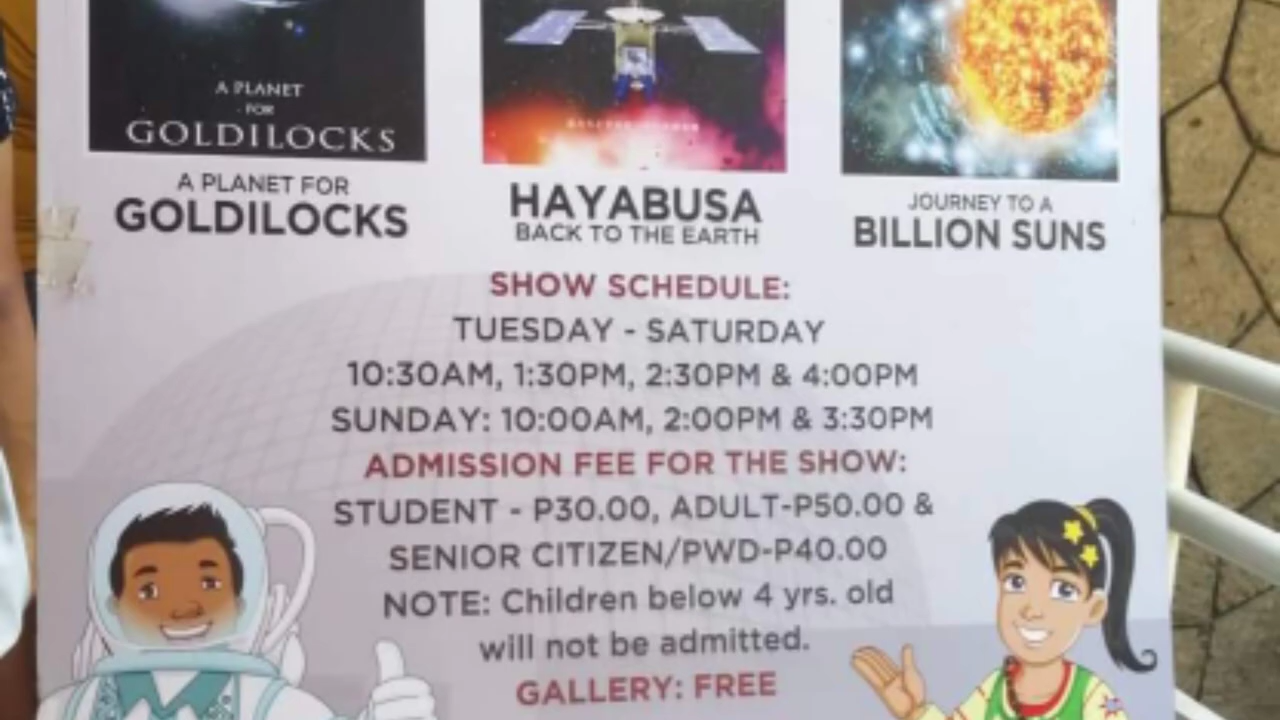 A PLANET
FOR
GOLDILOCKS
A PLANET FOR
GOLDILOCKS
HAYABUSA
BACK TO THE EARTH
JOURNEY TO A
BILLION SUNS
SHOW SCHEDULE:
TUESDAY - SATURDAY
10:30AM, 1:30PM, 2:30PM & 4:00PM
SUNDAY: 10:00AM, 2:00PM & 3:30PM
ADMISSION FEE FOR THE SHOW:
STUDENT - P30.00, ADULT-P50.00 &
SENIOR CITIZEN/PWD-P40.00
NOTE: Children below 4 yrs. old
will not be admitted.
GALLERY: FREE